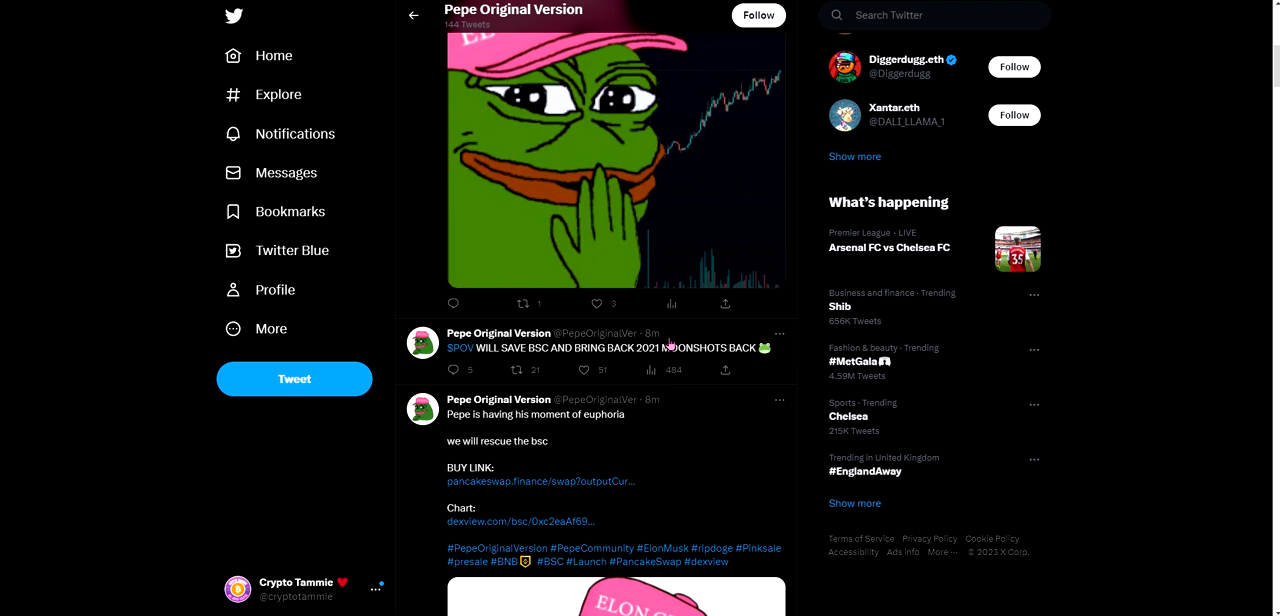 Home
Explore
Notifications
Messages
Bookmarks
Twitter Blue
Profile
More
Tweet
Crypto Tammie
@cryptotammie
Pepe Original Version
144 Tweets
Follow
1
3
Pepe Original Version @PepeOriginalVer · 8m
$POV WILL SAVE BSC AND BRING BACK 2021 MOONSHOTS BACK
5 21 51 484
Pepe Original Version @PepeOriginalVer · 8m
Pepe is having his moment of euphoria
we will rescue the bsc
BUY LINK:
pancakeswap.finance/swap?outputCur...
Chart:
dexview.com/bsc/0xc2eaAf69...
#PepeOriginalVersion #PepeCommunity #ElonMusk #ripdoge #Pinksale
#presale #BNB #BSC #Launch #PancakeSwap #dexview
Search Twitter
Diggerdugg.eth
@Diggerdugg
Follow
Xantar.eth
@DALI_LLAMA_1
Follow
Show more
What's happening
Premier League · LIVE
Arsenal FC vs Chelsea FC
35
Business and finance · Trending
Shib
656K Tweets
Fashion & beauty · Trending
#MetGala
4.59M Tweets
Sports · Trending
Chelsea
215K Tweets
Trending in United Kingdom
#EnglandAway
Show more
Terms of Service Privacy Policy Cookie Policy
Accessibility Ads info More ··· © 2023 X Corp.